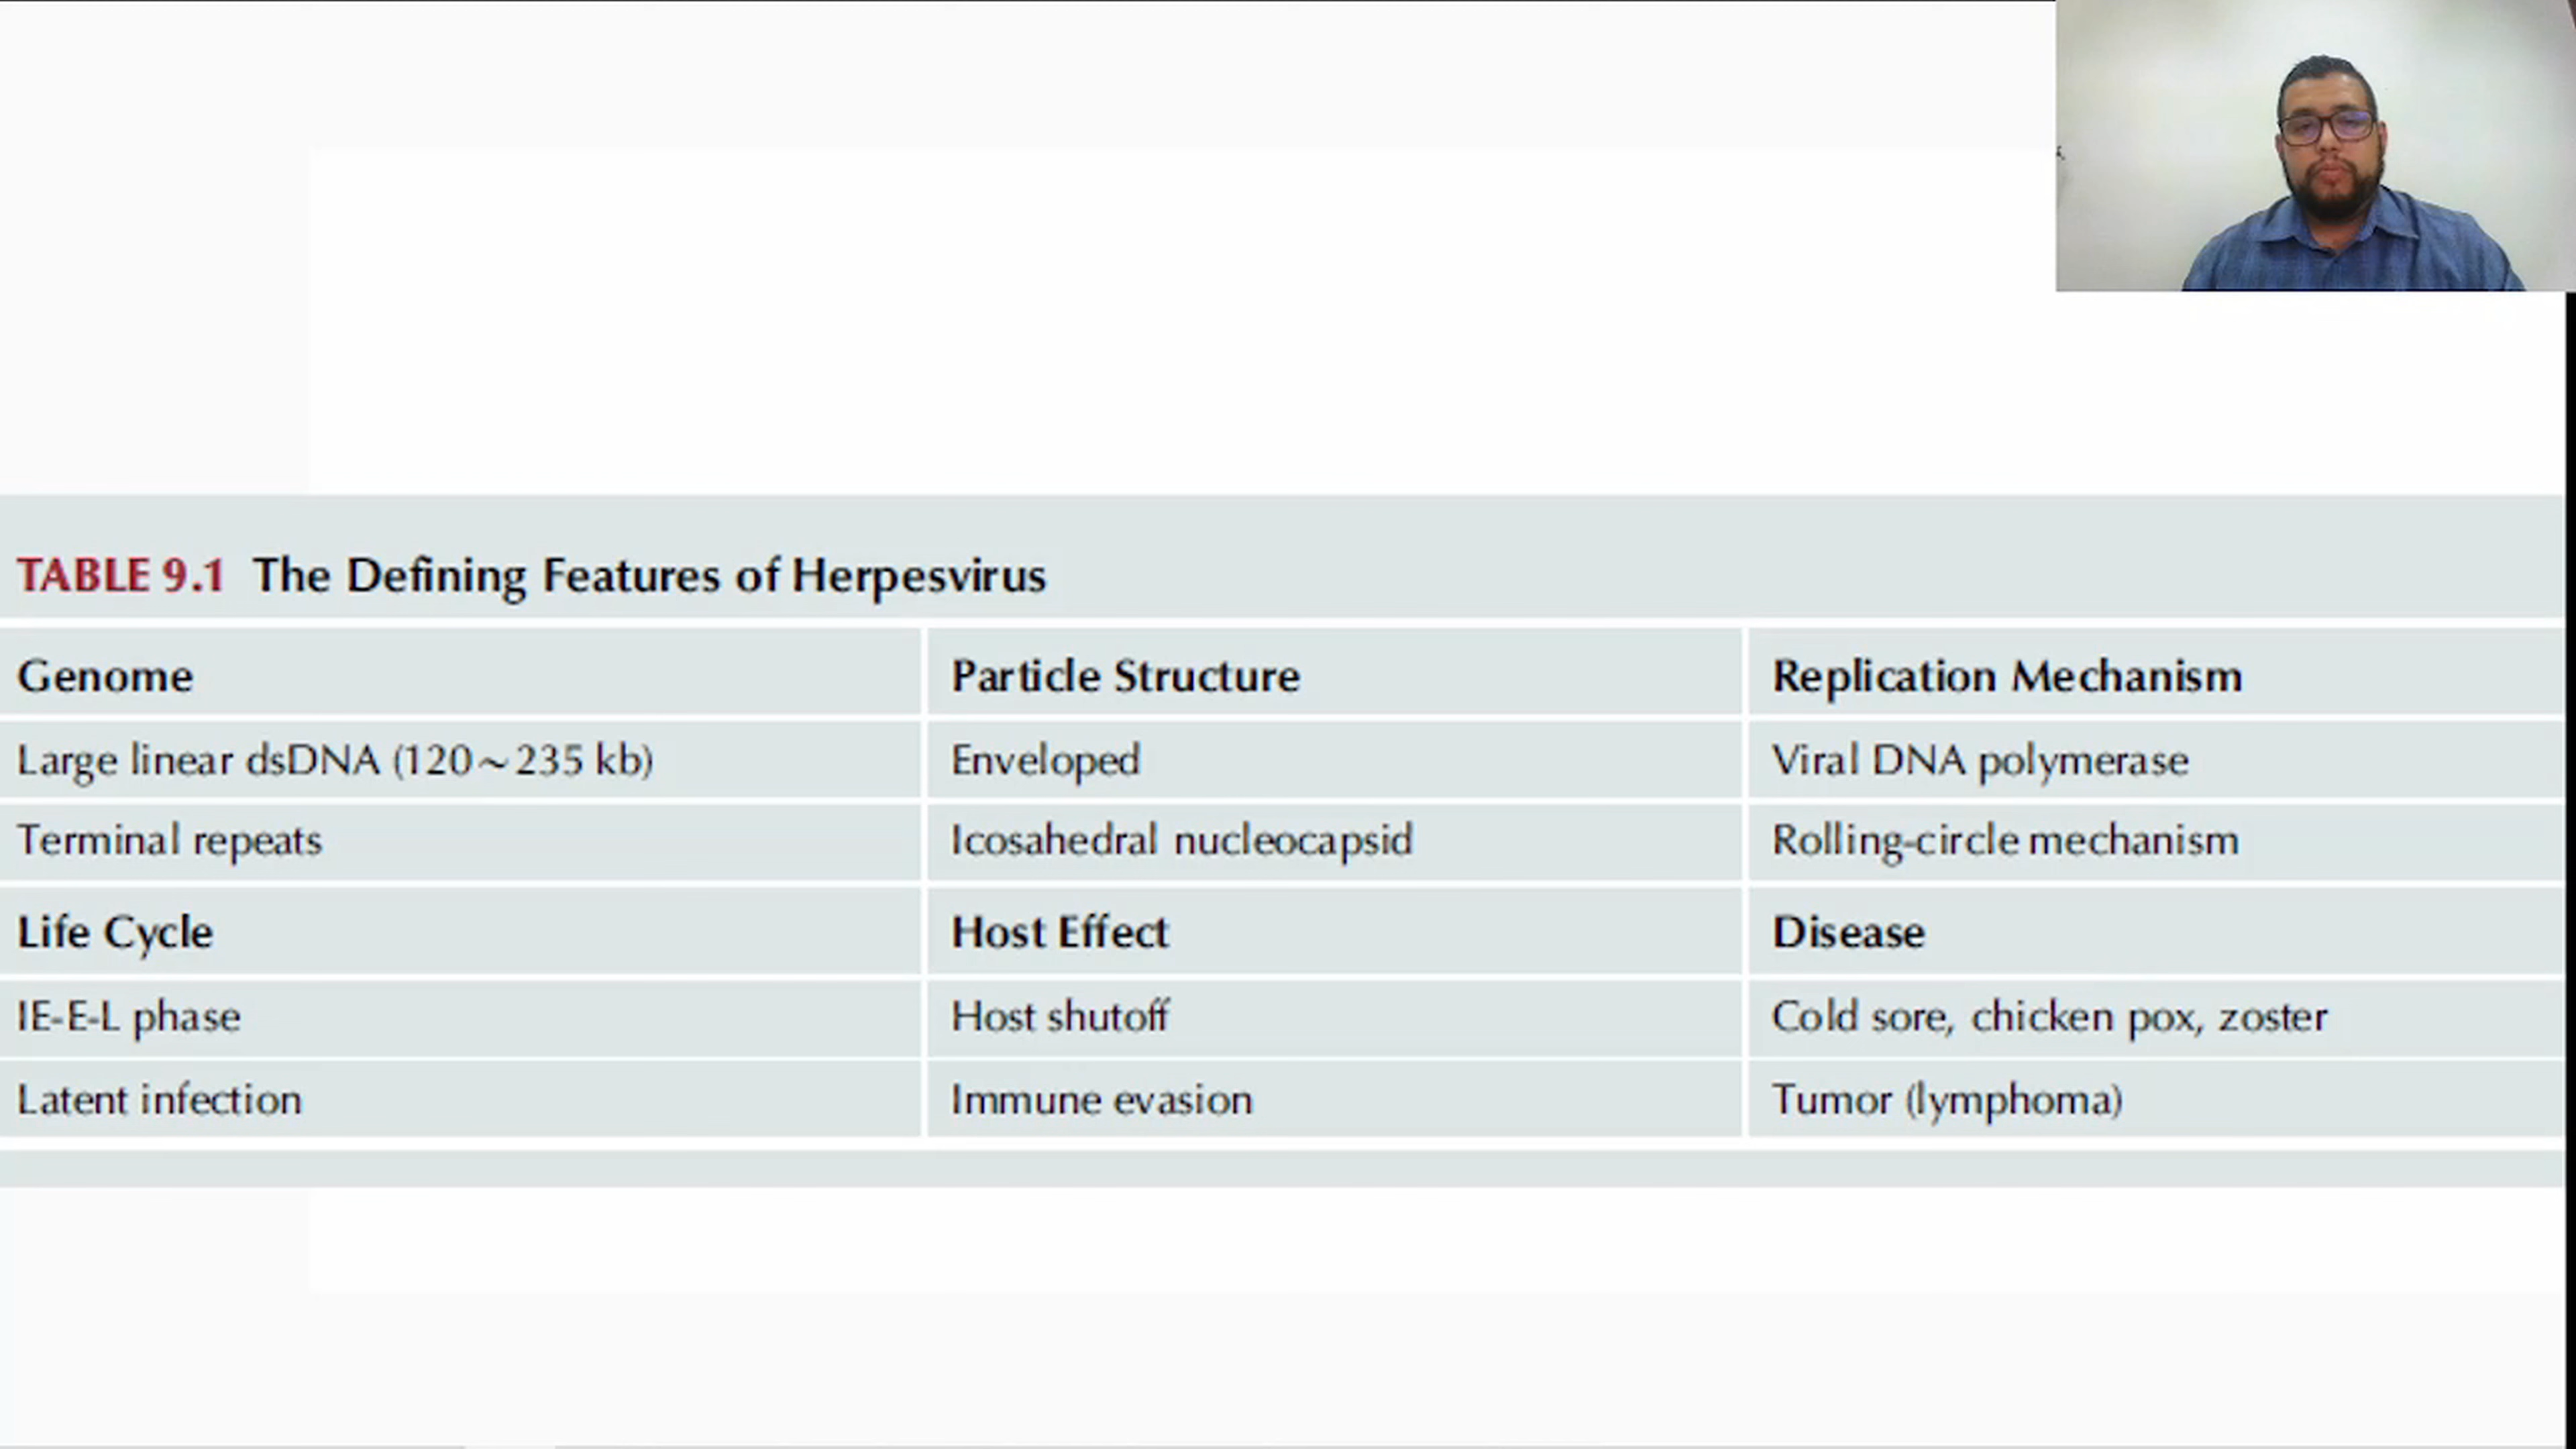 TABLE 9.1 The Defining Features of Herpesvirus
Genome Particle Structure Replication Mechanism
Large linear dsDNA (120~235 kb) Enveloped Viral DNA polymerase
Terminal repeats Icosahedral nucleocapsid Rolling-circle mechanism
Life Cycle Host Effect Disease
IE-E-L phase Host shutoff Cold sore, chicken pox, zoster
Latent infection Immune evasion Tumor (lymphoma)